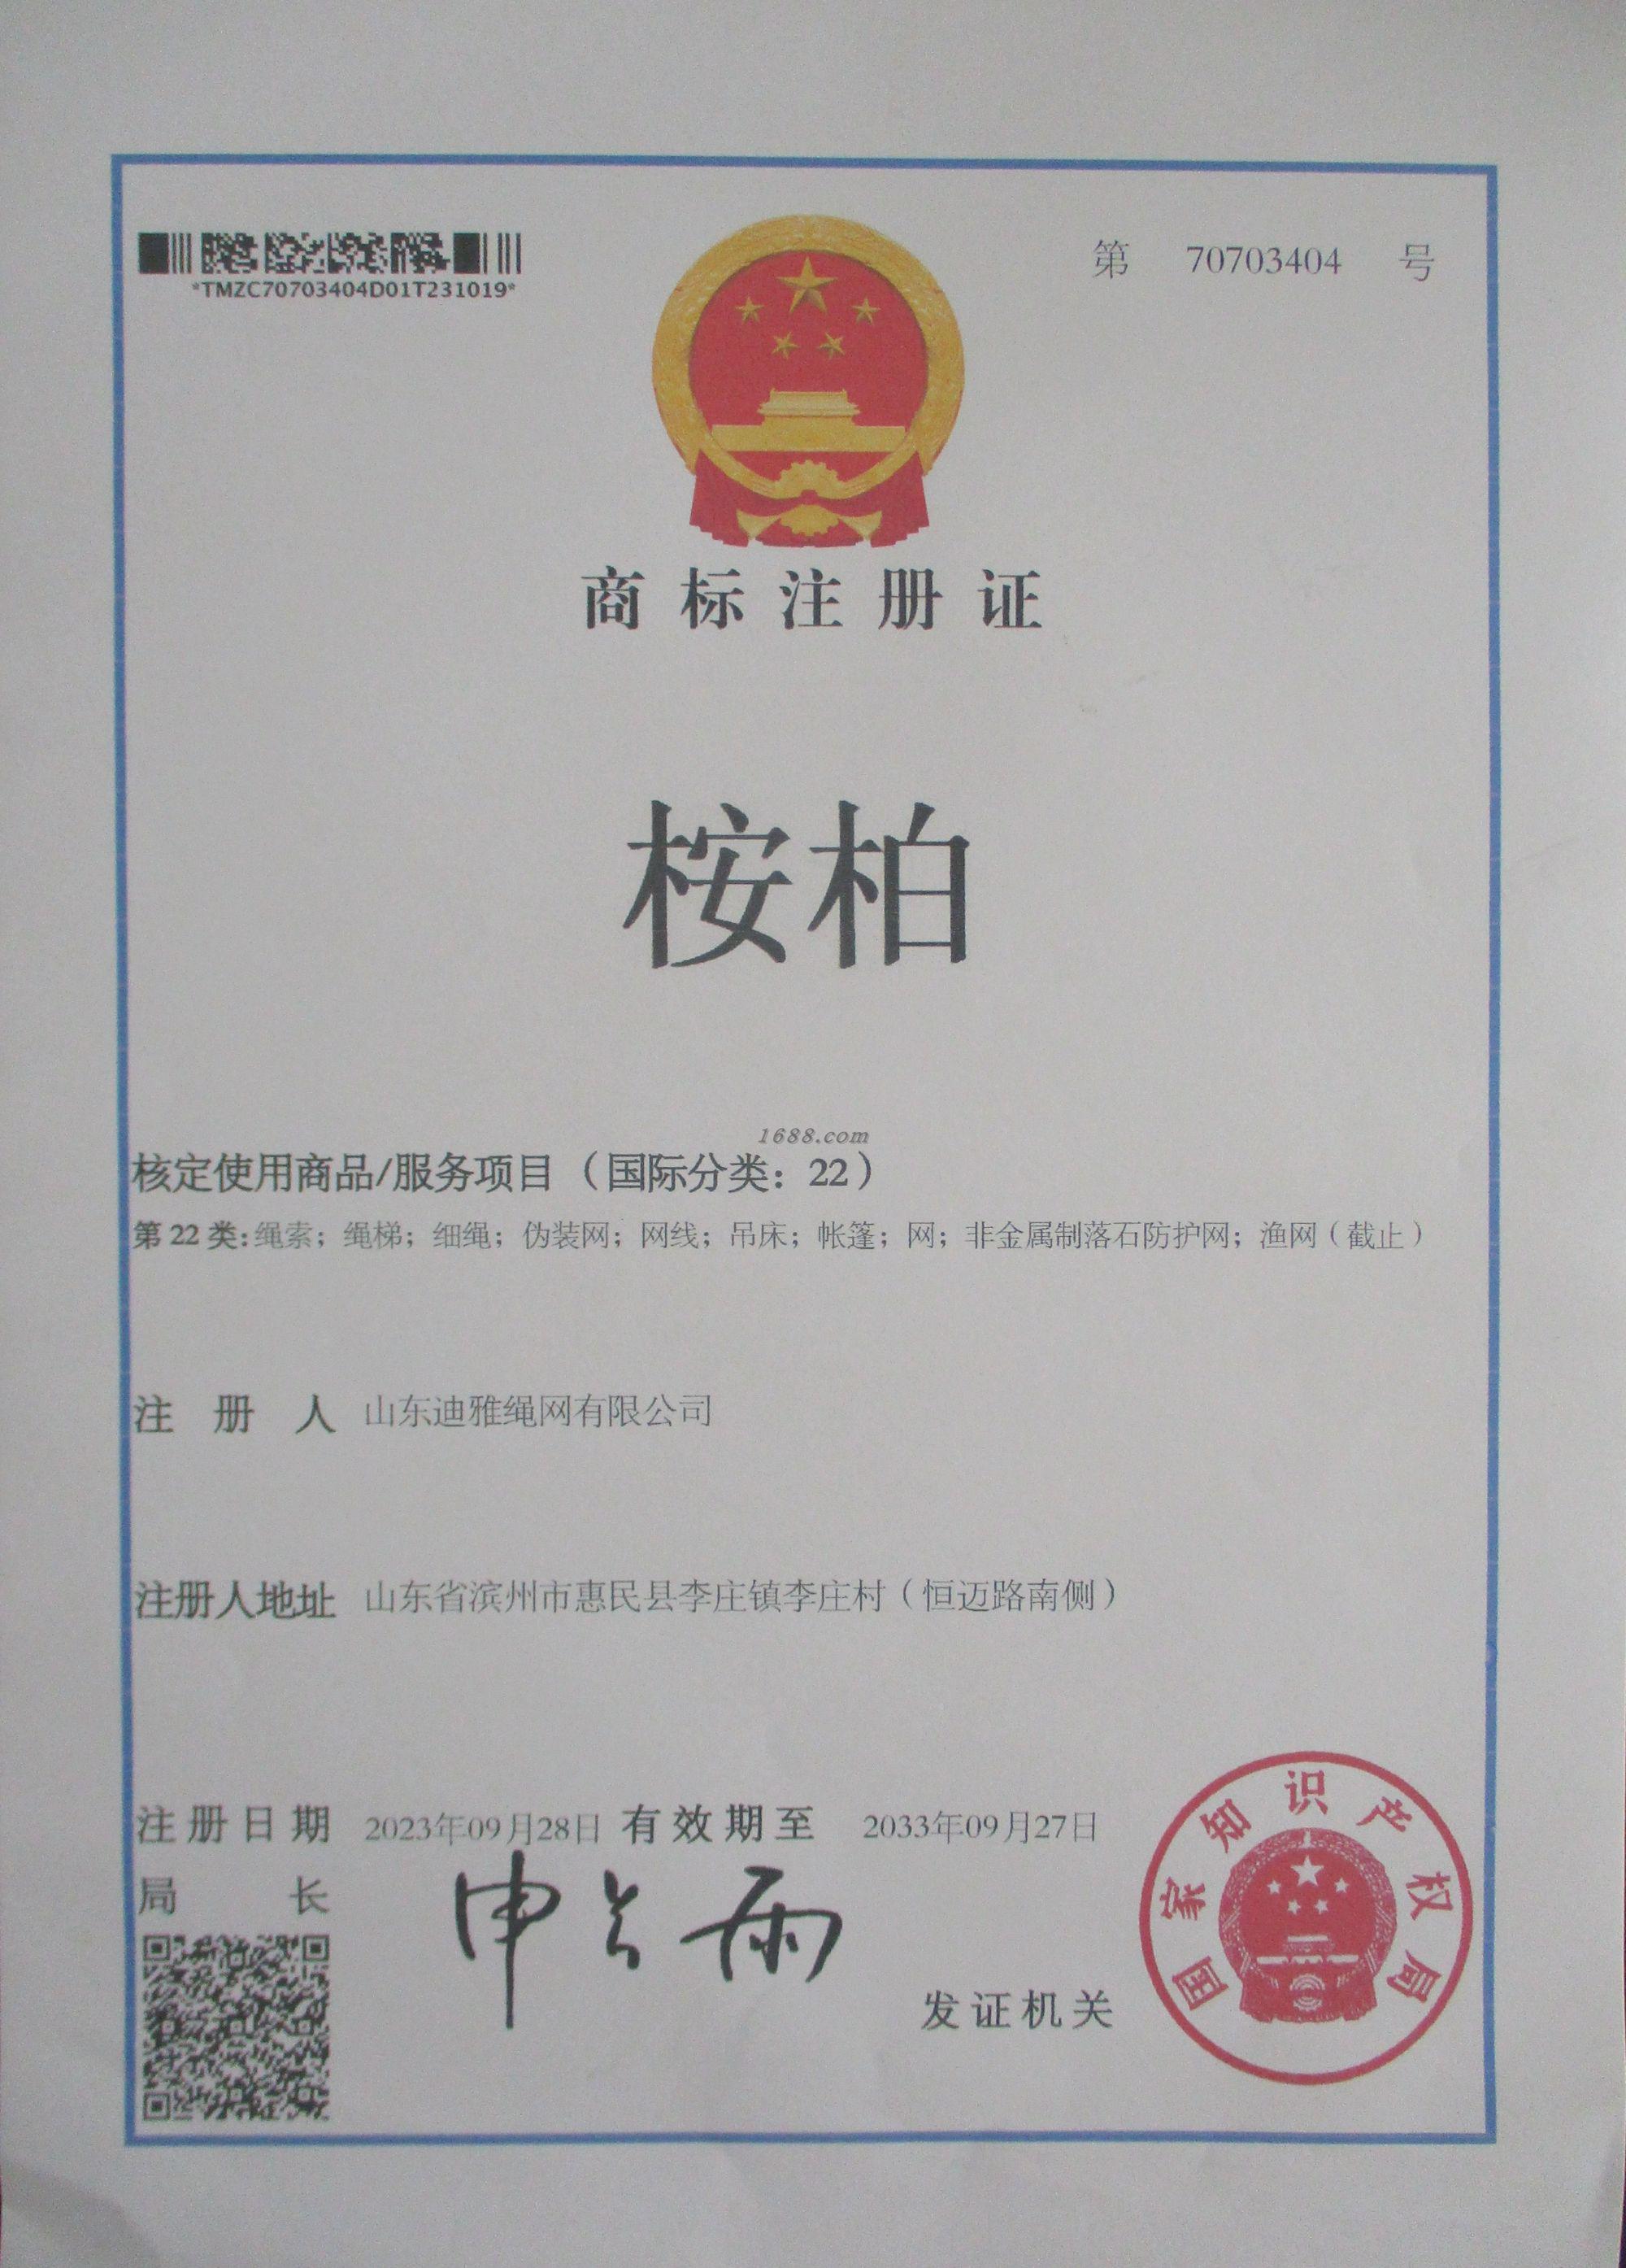 *TMZC70703404D01T231019*
第 70703404 号
商标注册证
桉柏
1688.com
核定使用商品/服务项目（国际分类：22）
第22类:绳索；绳梯；细绳；伪装网；网线；吊床；帐篷；网；非金属制落石防护网；渔网（截止）
注册人 山东迪雅绳网有限公司
注册人地址 山东省滨州市惠民县李庄镇李庄村（恒迈路南侧）
注册日期 2023年09月28日 有效期至 2033年09月27日
局长 申长雨
发证机关
国家知识产权局